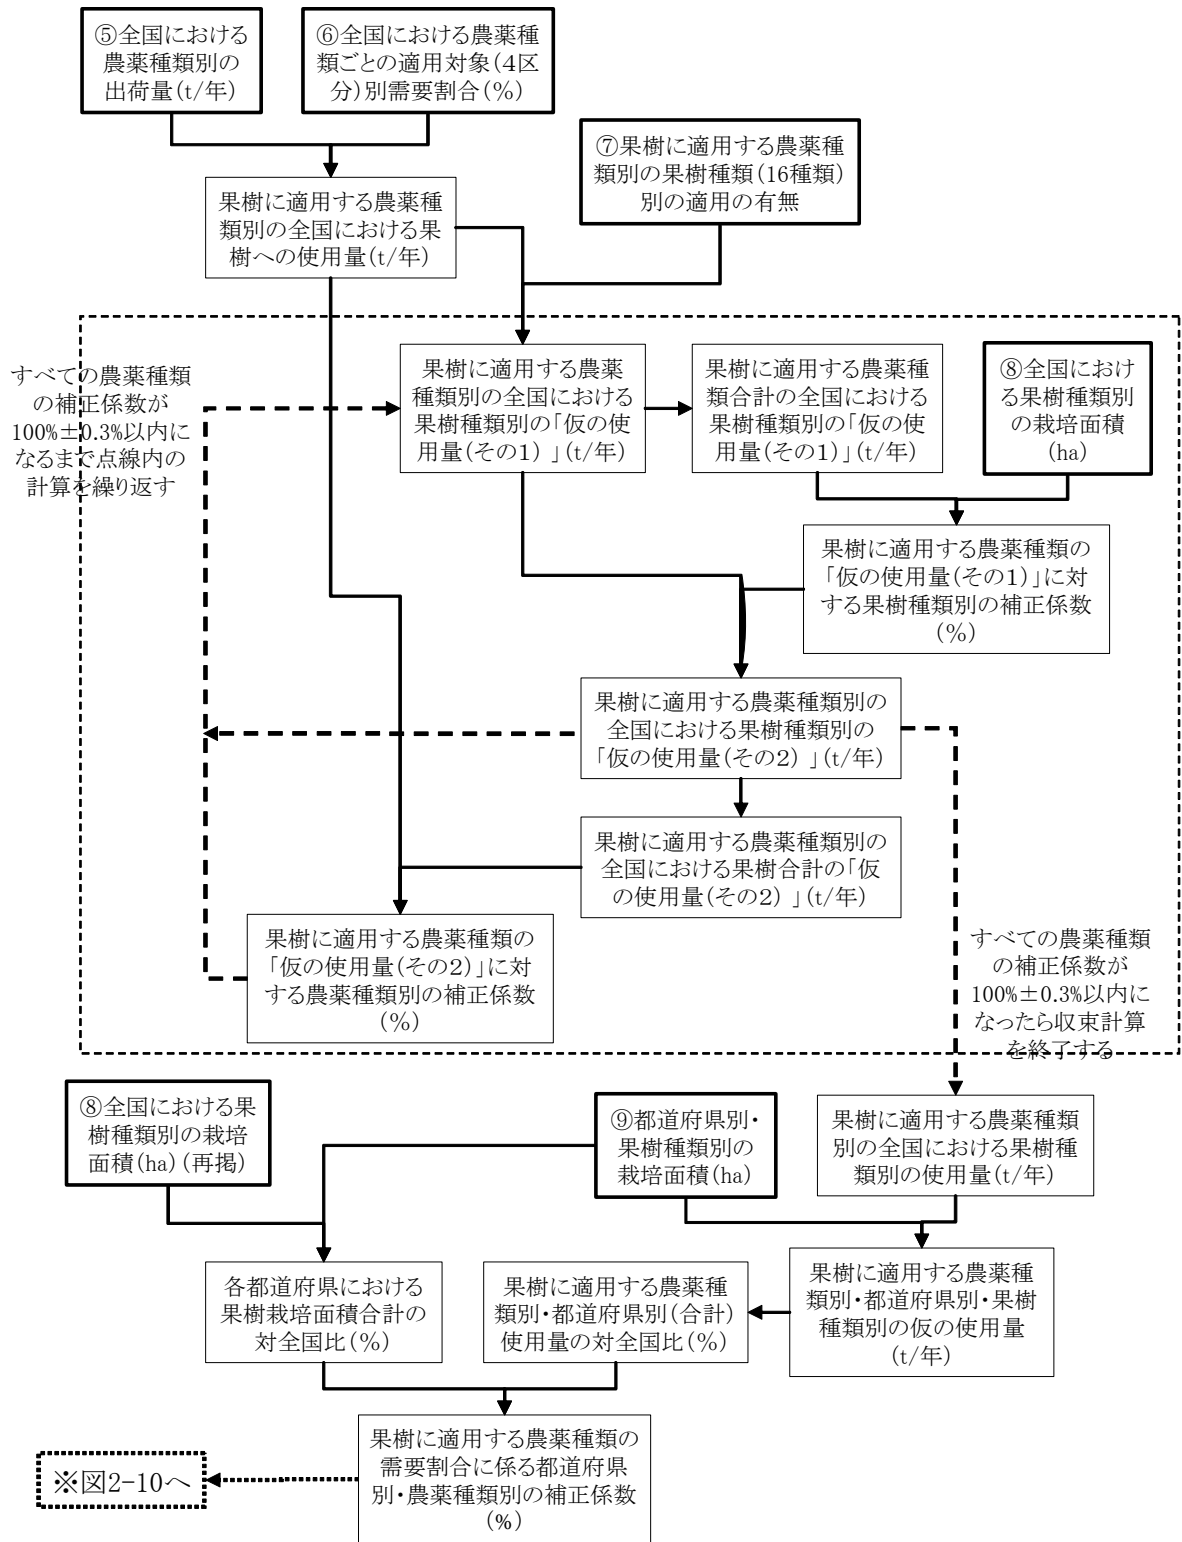 ⑤全国における
農薬種類別の
出荷量(t/年)
⑥全国における農薬種
類ごとの適用対象(4区
分)別需要割合(%)
⑦果樹に適用する農薬種
類別の果樹種類(16種類)
別の適用の有無
果樹に適用する農薬種
類別の全国における果
樹への使用量(t/年)
すべての農薬種類
の補正係数が
100%±0.3%以内に
なるまで点線内の
計算を繰り返す
果樹に適用する農薬
種類別の全国における
果樹種類別の「仮の使
用量(その1) 」(t/年)
果樹に適用する農薬種
類合計の全国における
果樹種類別の「仮の使
用量(その1)」(t/年)
⑧全国におけ
る果樹種類別
の栽培面積
(ha)
果樹に適用する農薬種類の
「仮の使用量(その1)」に対
する果樹種類別の補正係数
(%)
果樹に適用する農薬種類別の
全国における果樹種類別の
「仮の使用量(その2) 」(t/年)
果樹に適用する農薬種類別の
全国における果樹合計の「仮
の使用量(その2) 」(t/年)
果樹に適用する農薬種類の
「仮の使用量(その2)」に対
する農薬種類別の補正係数
(%)
すべての農薬種類
の補正係数が
100%±0.3%以内に
なったら収束計算
を終了する
⑧全国における果
樹種類別の栽培
面積(ha)(再掲)
⑨都道府県別・
果樹種類別の
栽培面積(ha)
果樹に適用する農薬種類
別の全国における果樹種
類別の使用量(t/年)
各都道府県における
果樹栽培面積合計の
対全国比(%)
果樹に適用する農薬種
類別・都道府県別(合計)
使用量の対全国比(%)
果樹に適用する農薬種
類別・都道府県別・果樹
種類別の仮の使用量
(t/年)
果樹に適用する農薬種類の
需要割合に係る都道府県
別・農薬種類別の補正係数
(%)
※図2-10へ